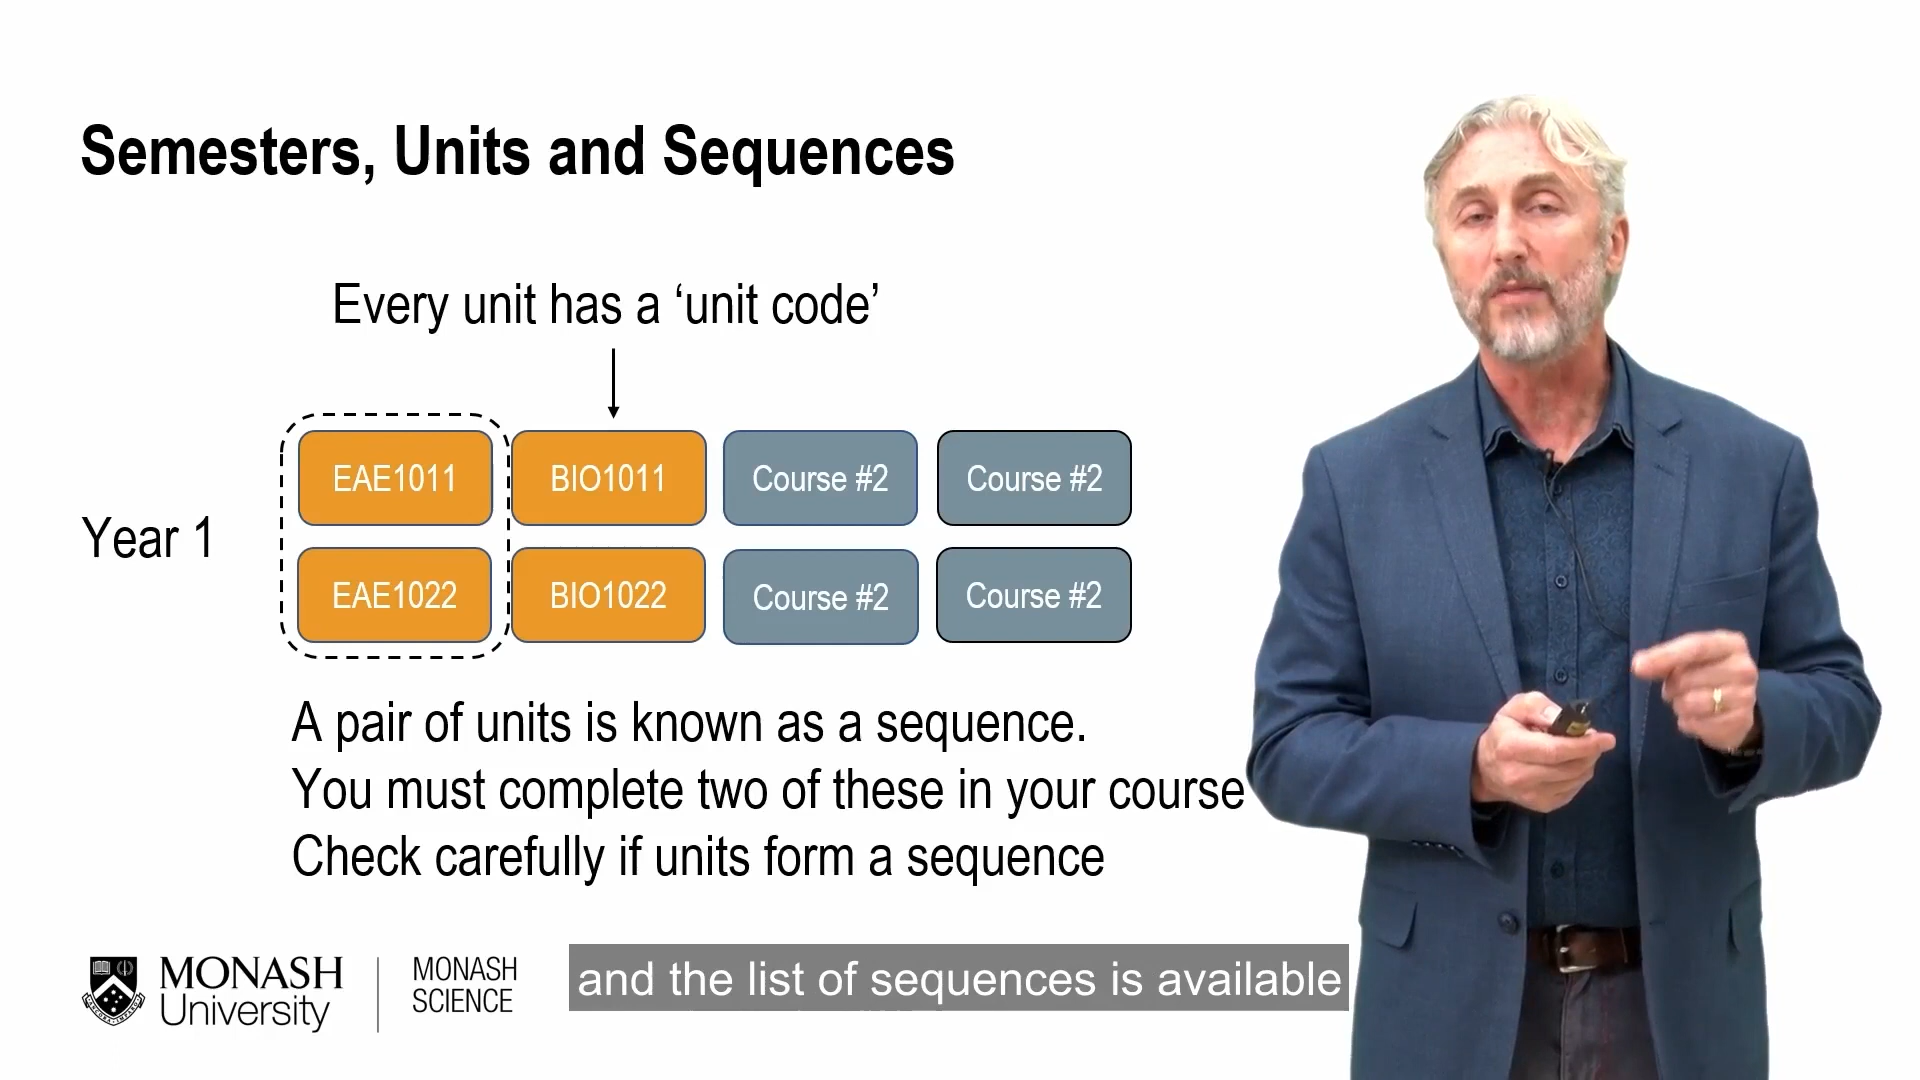 Semesters, Units and Sequences
Every unit has a ‘unit code’
Year 1
EAE1011 BIO1011 Course #2 Course #2
EAE1022 BIO1022 Course #2 Course #2
A pair of units is known as a sequence.
You must complete two of these in your course
Check carefully if units form a sequence
MONASH University
MONASH SCIENCE
and the list of sequences is available